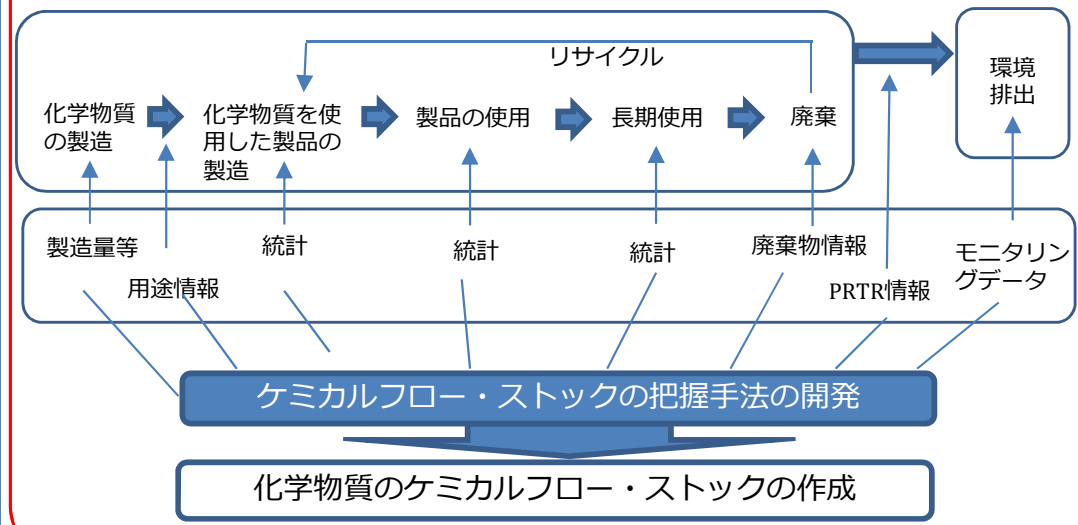 リサイクル
化学物質
の製造
化学物質を使
用した製品の
製造
製品の使用
長期使用
廃棄
環境
排出
製造量等
用途情報
統計
統計
統計
廃棄物情報
PRTR情報
モニタリン
グデータ
ケミカルフロー・ストックの把握手法の開発
化学物質のケミカルフロー・ストックの作成